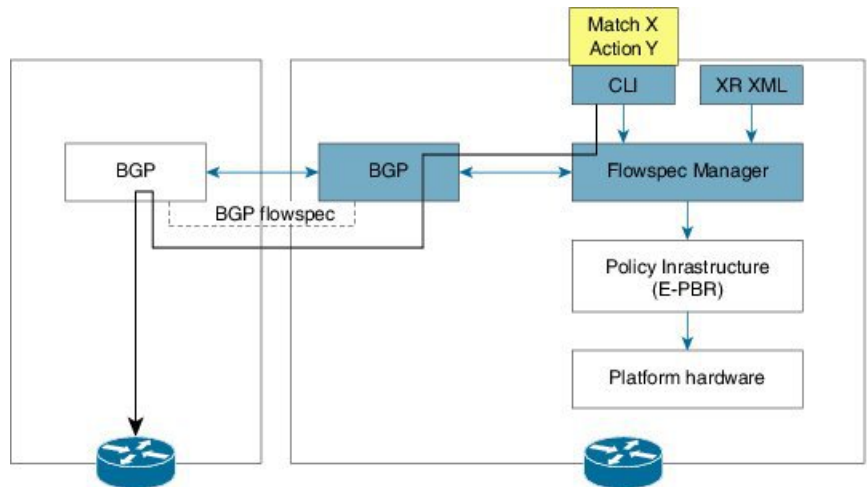 Match X
Action Y
CLI
XR XML
BGP
BGP
Flowspec Manager
BGP flowspec
Policy Inrastructure
(E-PBR)
Platform hardware